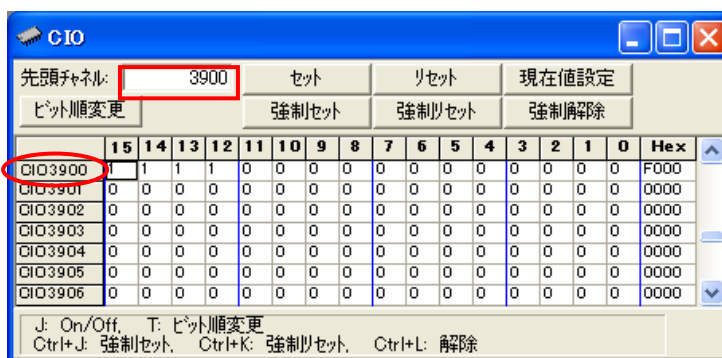 CIO
先頭ﾁｬﾈﾙ: 3900 セット リセット 現在値設定
ﾋﾞｯﾄ順変更 強制ｾｯﾄ 強制ﾘｾｯﾄ 強制解除
15 14 13 12 11 10 9 8 7 6 5 4 3 2 1 0 Hex
CIO3900 1 1 1 1 0 0 0 0 0 0 0 0 0 0 0 0 F000
CIO3901 0 0 0 0 0 0 0 0 0 0 0 0 0 0 0 0 0000
CIO3902 0 0 0 0 0 0 0 0 0 0 0 0 0 0 0 0 0000
CIO3903 0 0 0 0 0 0 0 0 0 0 0 0 0 0 0 0 0000
CIO3904 0 0 0 0 0 0 0 0 0 0 0 0 0 0 0 0 0000
CIO3905 0 0 0 0 0 0 0 0 0 0 0 0 0 0 0 0 0000
CIO3906 0 0 0 0 0 0 0 0 0 0 0 0 0 0 0 0 0000
J: On/Off, T: ﾋﾞｯﾄ順変更
Ctrl+J: 強制ｾｯﾄ, Ctrl+K: 強制ﾘｾｯﾄ, Ctrl+L: 解除